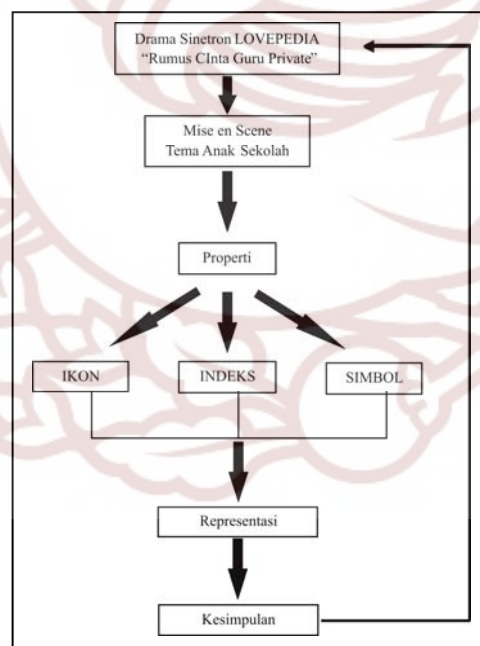 Drama Sinetron LOVEPEDIA
“Rumus CInta Guru Private”
Mise en Scene
Tema Anak Sekolah
Properti
IKON
INDEKS
SIMBOL
Representasi
Kesimpulan